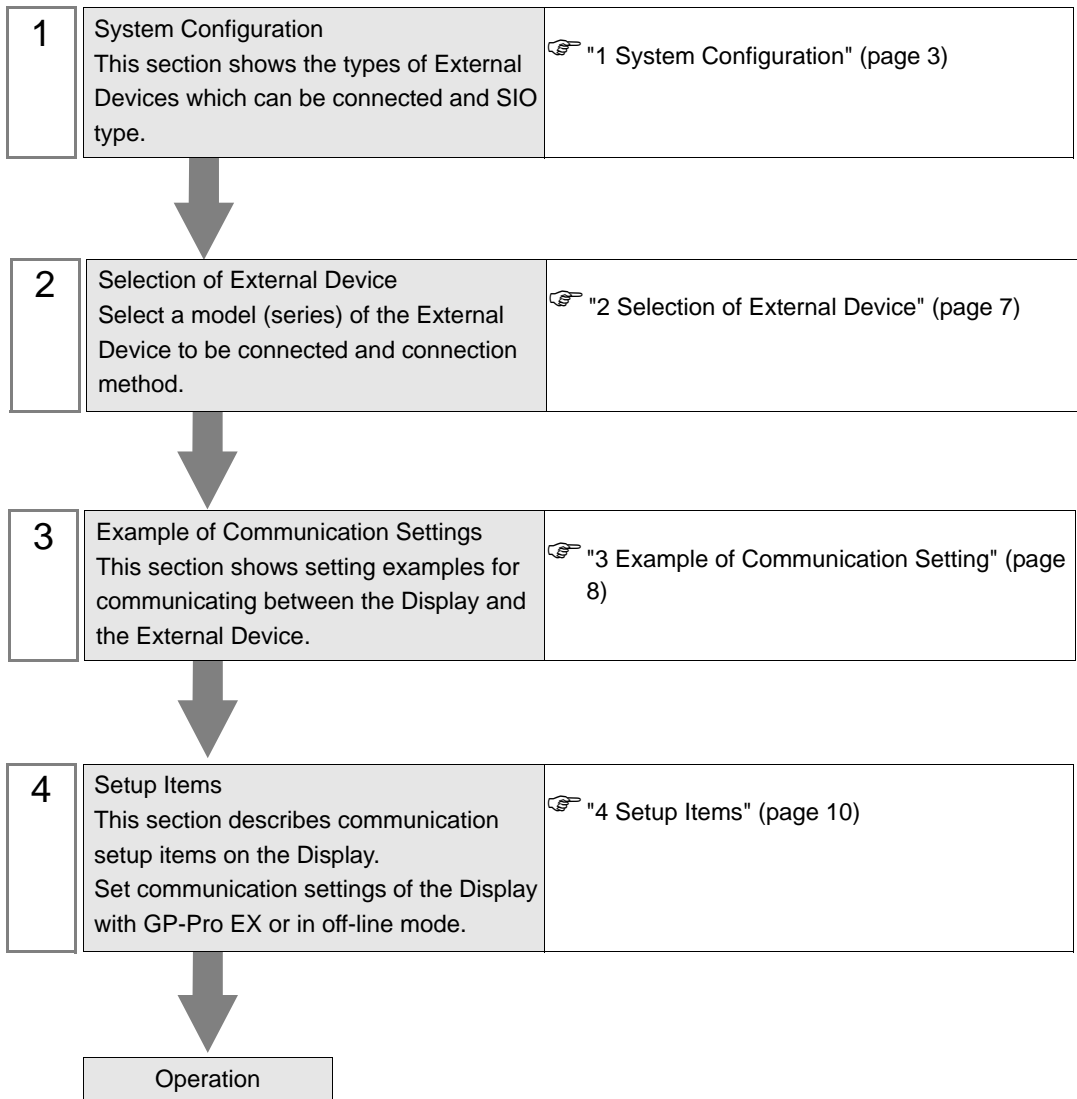 1
System Configuration
This section shows the types of External
Devices which can be connected and SIO
type.
"1 System Configuration" (page 3)
2
Selection of External Device
Select a model (series) of the External
Device to be connected and connection
method.
"2 Selection of External Device" (page 7)
3
Example of Communication Settings
This section shows setting examples for
communicating between the Display and
the External Device.
"3 Example of Communication Setting" (page
8)
4
Setup Items
This section describes communication
setup items on the Display.
Set communication settings of the Display
with GP-Pro EX or in off-line mode.
"4 Setup Items" (page 10)
Operation